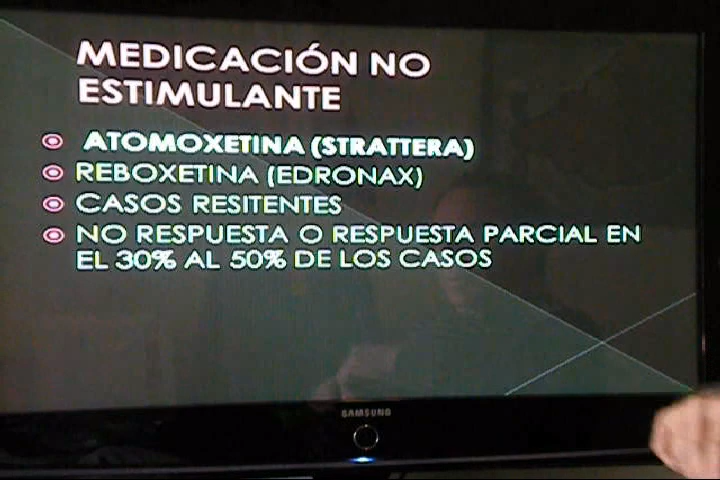 MEDICACIÓN NO
ESTIMULANTE
ATOMOXETINA (STRATTERA)
REBOXETINA (EDRONAX)
CASOS RESITENTES
NO RESPUESTA O RESPUESTA PARCIAL EN
EL 30% AL 50% DE LOS CASOS
SAMSUNG